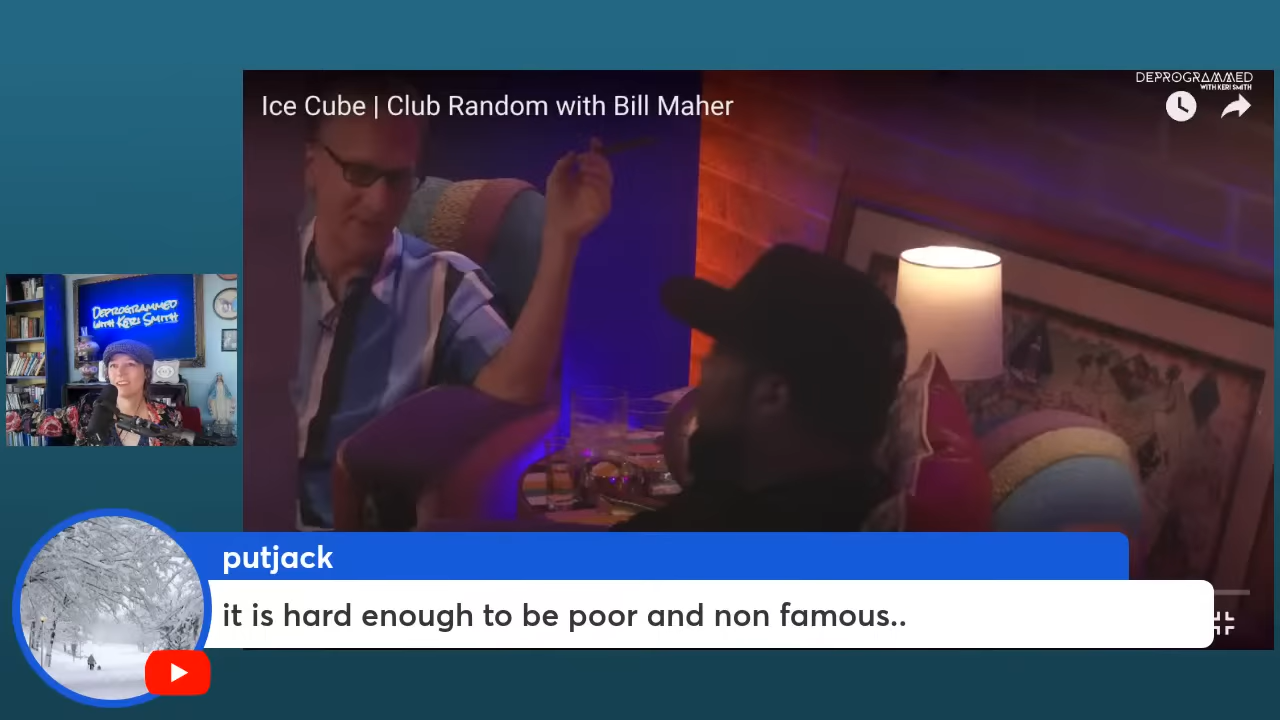 DEPROGRAMMED
WITH KERI SMITH
Ice Cube | Club Random with Bill Maher
DEPROGRAMMED
WITH KERI SMITH
putjack
it is hard enough to be poor and non famous..